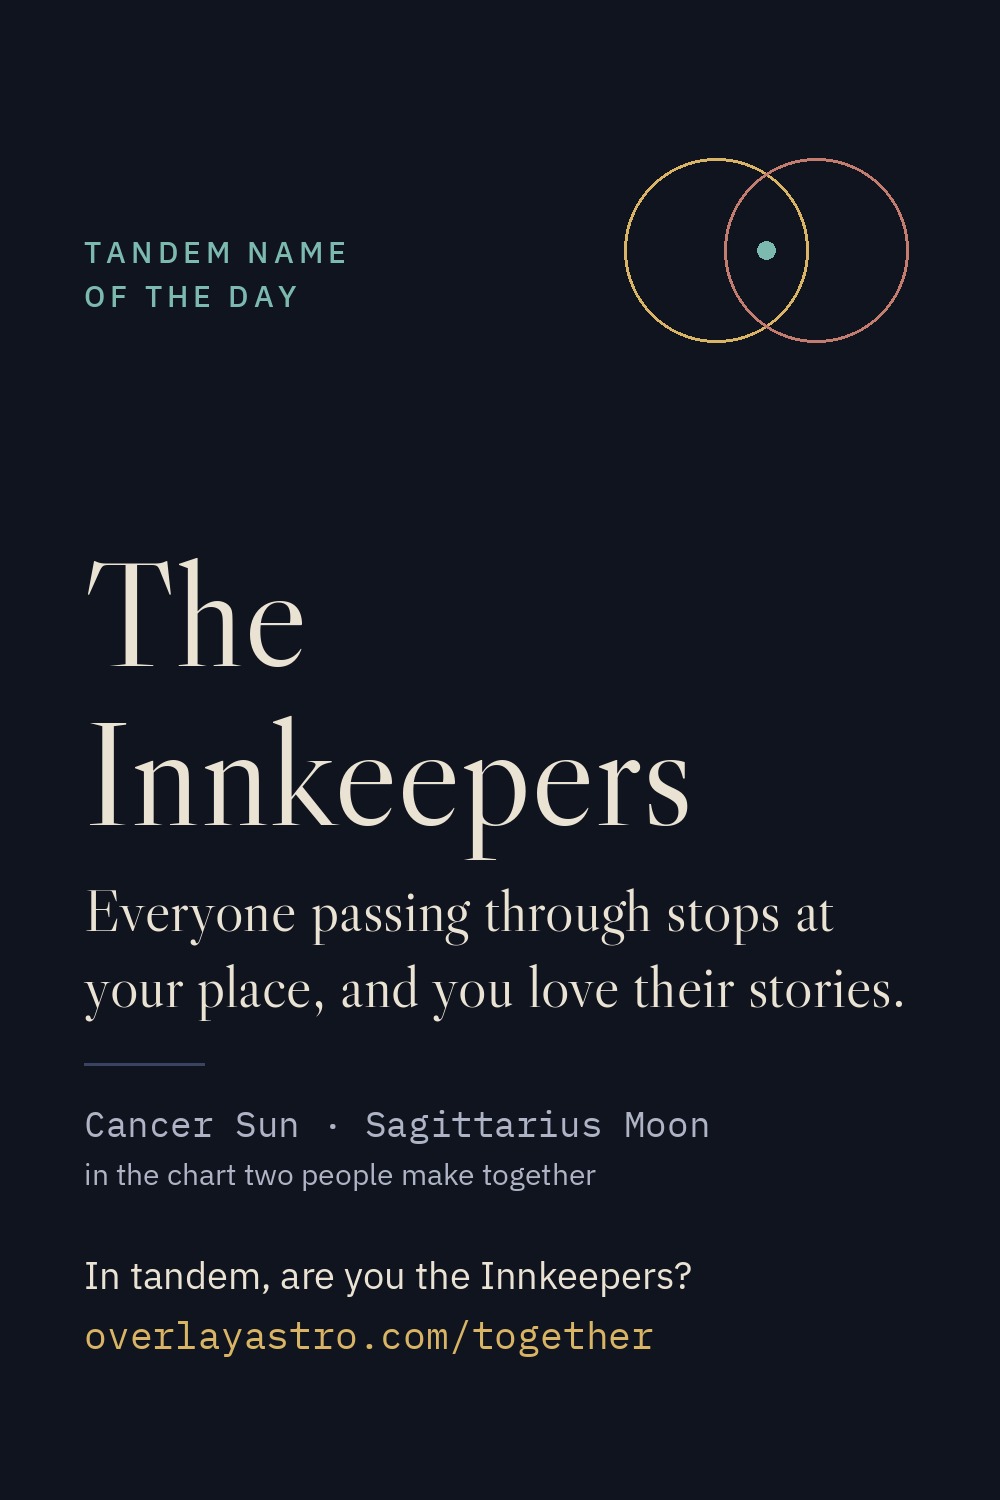 TANDEM NAME
OF THE DAY
The
Innkeepers
Everyone passing through stops at
your place, and you love their stories.
Cancer Sun · Sagittarius Moon
in the chart two people make together
In tandem, are you the Innkeepers?
overlayastro.com/together